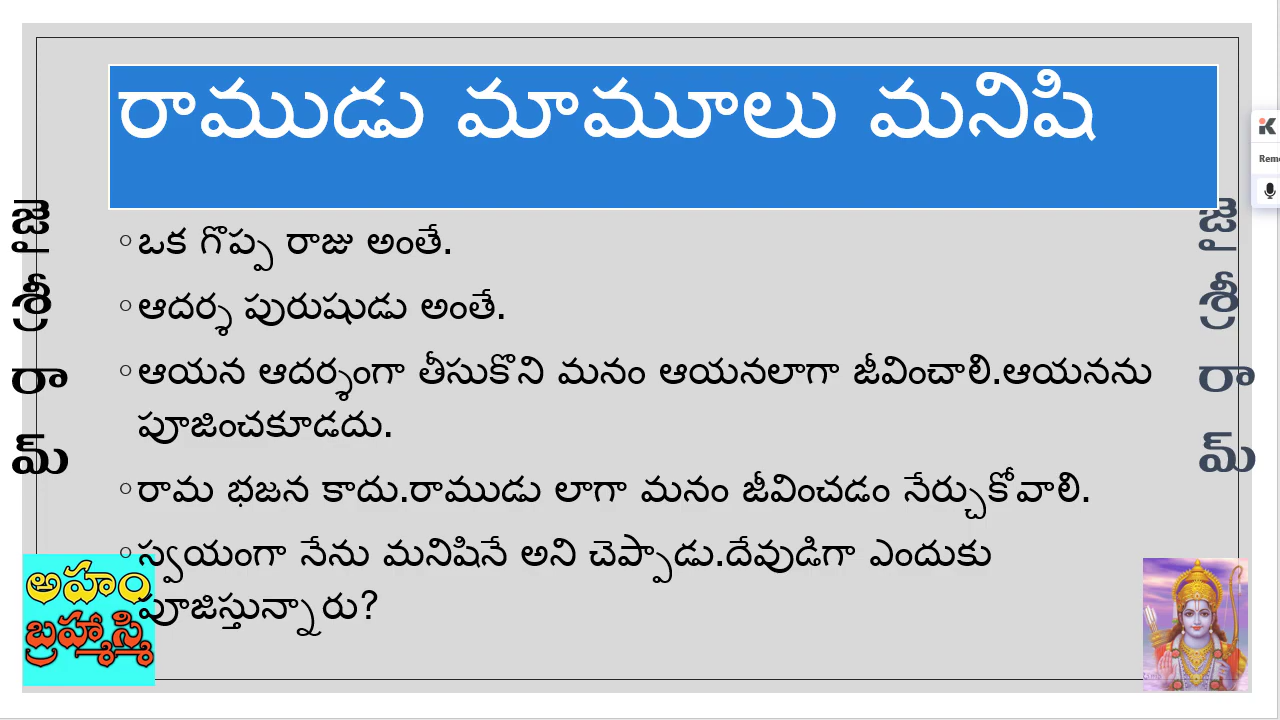 రాముడు మామూలు మనిషి
ఒక గొప్ప రాజు అంతే.
ఆదర్శ పురుషుడు అంతే.
ఆయన ఆదర్శంగా తీసుకొని మనం ఆయనలాగా జీవించాలి.ఆయనను
పూజించకూడదు.
రామ భజన కాదు.రాముడు లాగా మనం జీవించడం నేర్చుకోవాలి.
స్వయంగా నేను మనిషినే అని చెప్పాడు.దేవుడిగా ఎందుకు
పూజిస్తున్నారు?
జై
శ్రీ
రా
మ్
జై
శ్రీ
రా
మ్
అహం
బ్రహ్మాస్మి